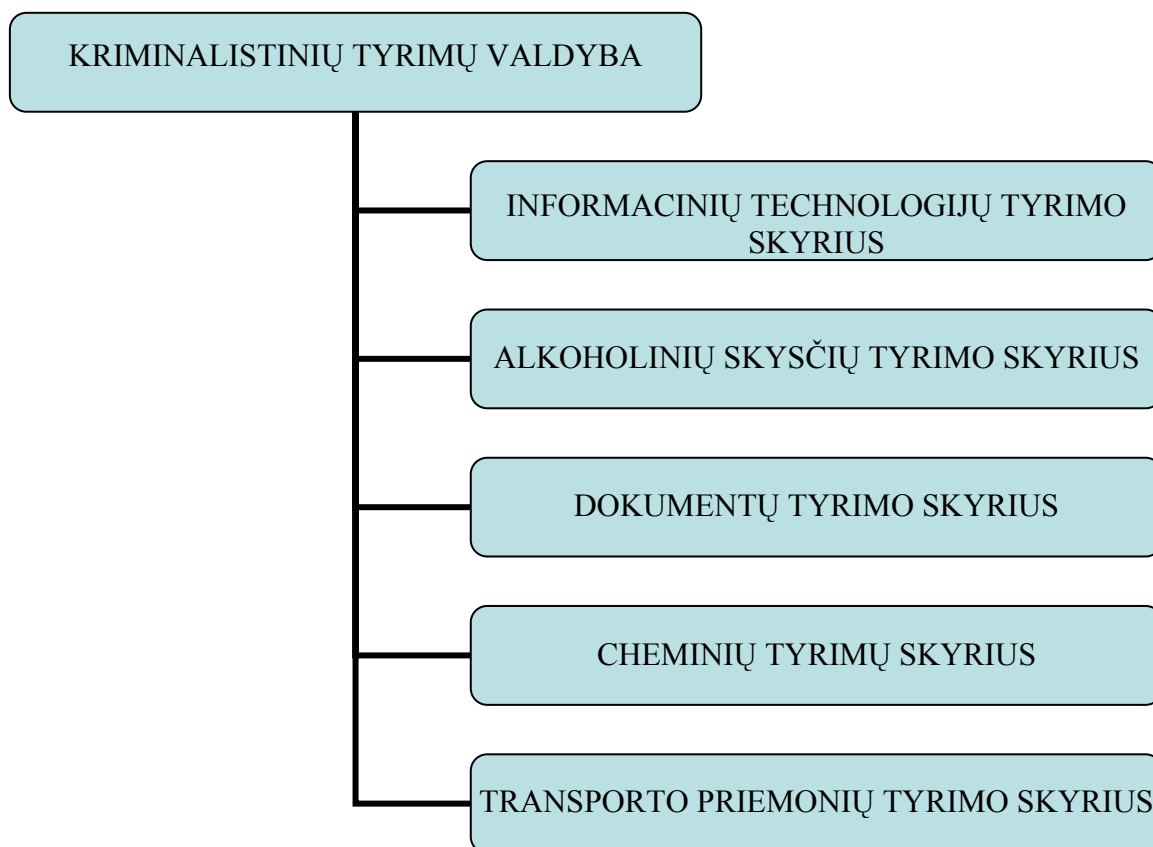 KRIMINALISTINIŲ TYRIMŲ VALDYBA
INFORMACINIŲ TECHNOLOGIJŲ TYRIMO
SKYRIUS
ALKOHOLINIŲ SKYSČIŲ TYRIMO SKYRIUS
DOKUMENTŲ TYRIMO SKYRIUS
CHEMINIŲ TYRIMŲ SKYRIUS
TRANSPORTO PRIEMONIŲ TYRIMO SKYRIUS